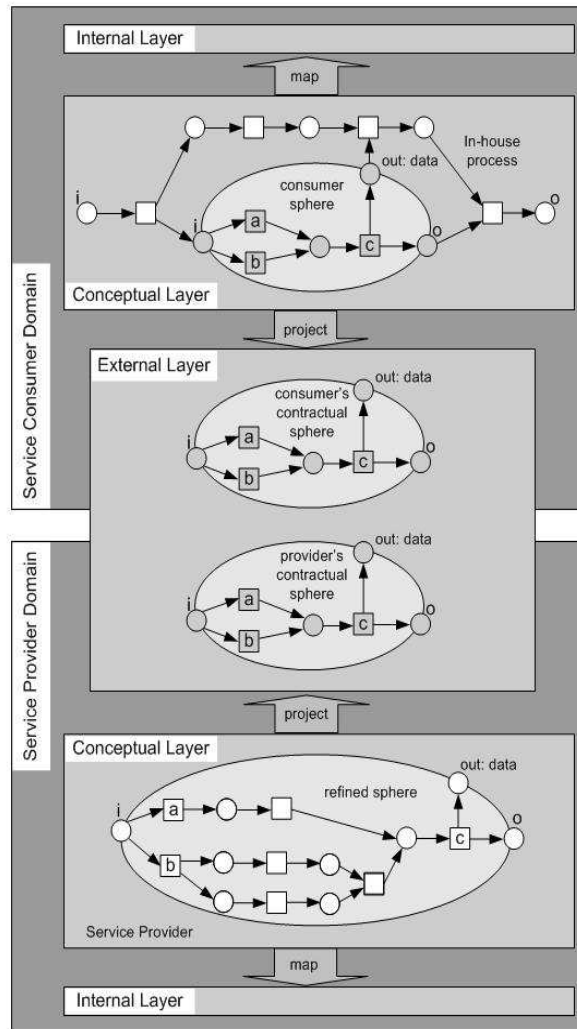 Internal Layer
map
i
In-house
process
out: data
consumer
sphere
i
a
b
c
o
o
Conceptual Layer
Service Consumer Domain
project
External Layer
out: data
consumer's
contractual
sphere
i
a
b
c
o
out: data
provider's
contractual
sphere
i
a
b
c
o
Service Provider Domain
project
Conceptual Layer
out: data
refined sphere
i
a
b
c
o
Service Provider
map
Internal Layer